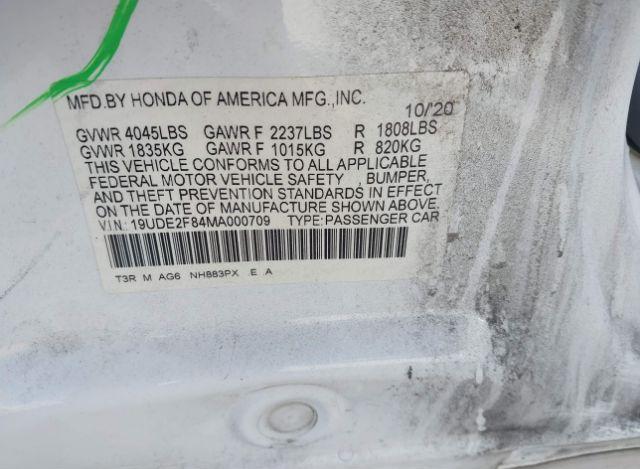 MFD.BY HONDA OF AMERICA MFG.,INC. 10/'20
GVWR 4045LBS GAWR F 2237LBS R 1808LBS
GVWR 1835KG GAWR F 1015KG R 820KG
THIS VEHICLE CONFORMS TO ALL APPLICABLE
FEDERAL MOTOR VEHICLE SAFETY , BUMPER,
AND THEFT PREVENTION STANDARDS IN EFFECT
ON THE DATE OF MANUFACTURE SHOWN ABOVE.
V.I.N: 19UDE2F84MA000709 TYPE:PASSENGER CAR
T3R M AG6 NH883PX .E A